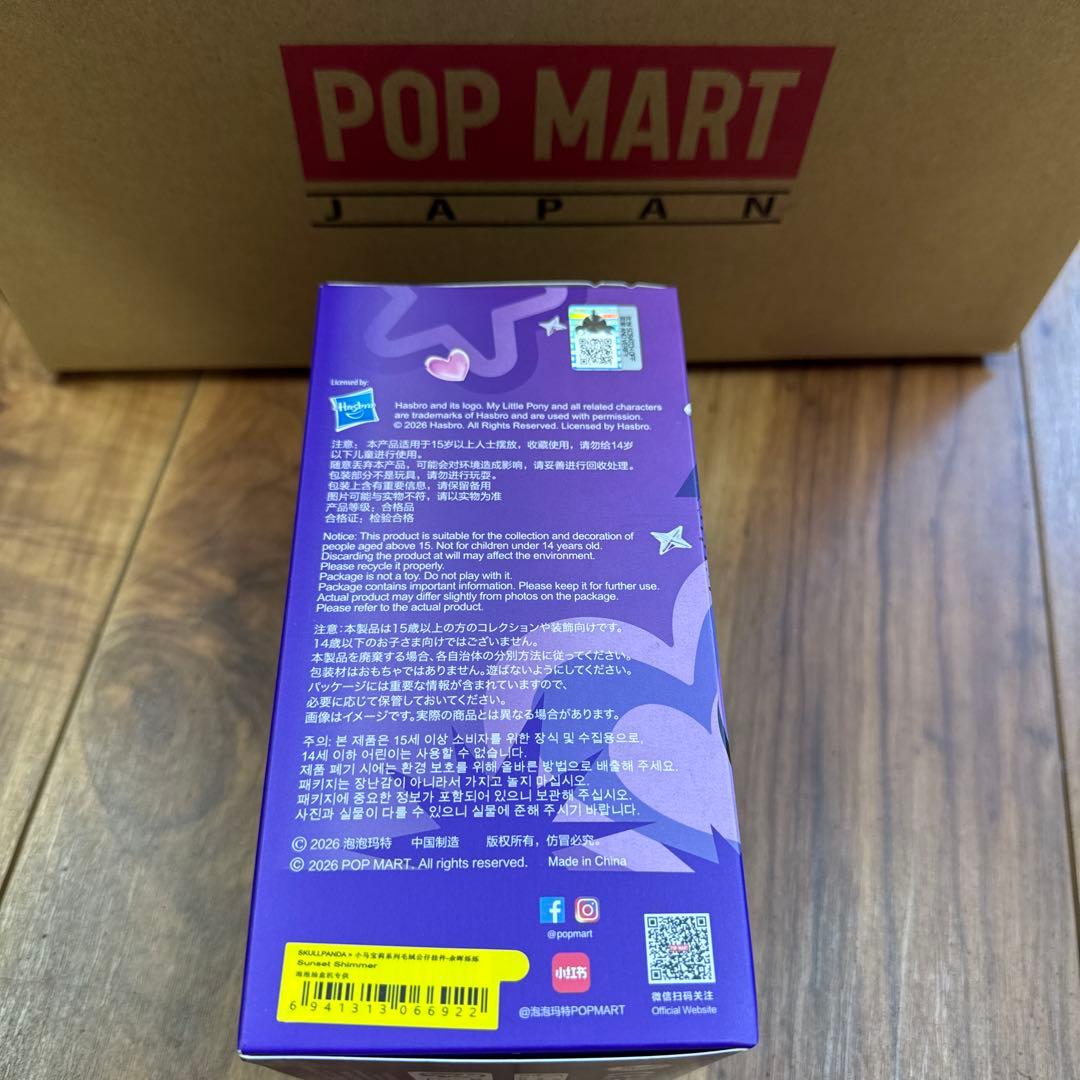 POP MART
JAPAN
Licensed by:
Hasbro
Hasbro and its logo. My Little Pony and all related characters
are trademarks of Hasbro and are used with permission.
© 2026 Hasbro. All Rights Reserved. Licensed by Hasbro.
注意： 本产品适用于15岁以上人士摆放，收藏使用，请勿给14岁
以下儿童进行使用。
随意丢弃本产品，可能会对环境造成影响，请妥善进行回收处理。
包装部分不是玩具，请勿进行玩耍。
包装上含有重要信息，请保留备用
图片可能与实物不符，请以实物为准
产品等级：合格品
合格证：检验合格
Notice: This product is suitable for the collection and decoration of
people aged above 15. Not for children under 14 years old.
Discarding the product at will may affect the environment.
Please recycle it properly.
Package is not a toy. Do not play with it.
Package contains important information. Please keep it for further use.
Actual product may differ slightly from photos on the package.
Please refer to the actual product.
注意：本製品は15歳以上の方のコレクションや装飾向けです。
14歳以下のお子さま向けではございません。
本製品を廃棄する場合、各自治体の分別方法に従ってください。
包装材はおもちゃではありません。遊ばないようにしてください。
パッケージには重要な情報が含まれていますので、
必要に応じて保管しておいてください。
画像はイメージです。実際の商品とは異なる場合があります。
주의: 본 제품은 15세 이상 소비자를 위한 장식 및 수집용으로,
14세 이하 어린이는 사용할 수 없습니다.
제품 폐기 시에는 환경 보호를 위해 올바른 방법으로 배출해 주세요.
패키지는 장난감이 아니라서 가지고 놀지 마십시오.
패키지에 중요한 정보가 포함되어 있으니 보관해 주십시오.
사진과 실물이 다를 수 있으니 실물에 준해 주시기 바랍니다.
© 2026 泡泡玛特 中国制造 版权所有，仿冒必究。
© 2026 POP MART. All rights reserved. Made in China
@popmart
小红书
@泡泡玛特POPMART
POP MART
微信扫码关注
Official Website
SKULLPANDA × 小马宝莉系列毛绒公仔挂件-余晖烁烁
Sunset Shimmer
泡泡抽盒机专供
6 941313 066922